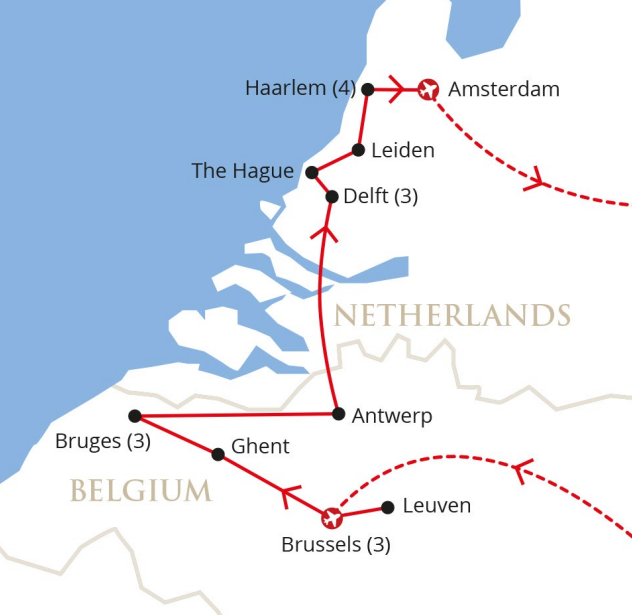 Haarlem (4)
Amsterdam
Leiden
The Hague
Delft (3)
NETHERLANDS
Antwerp
Bruges (3)
Ghent
BELGIUM
Leuven
Brussels (3)